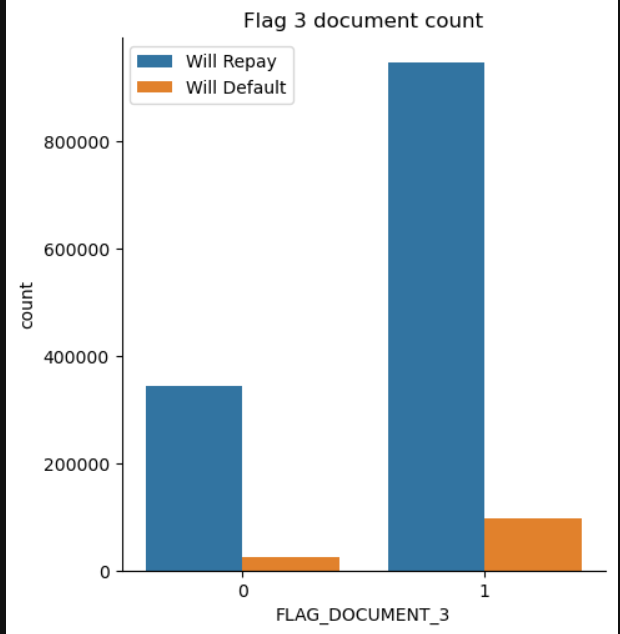 Flag 3 document count
Will Repay
Will Default
800000
600000
400000
200000
0
count
0 1
FLAG_DOCUMENT_3